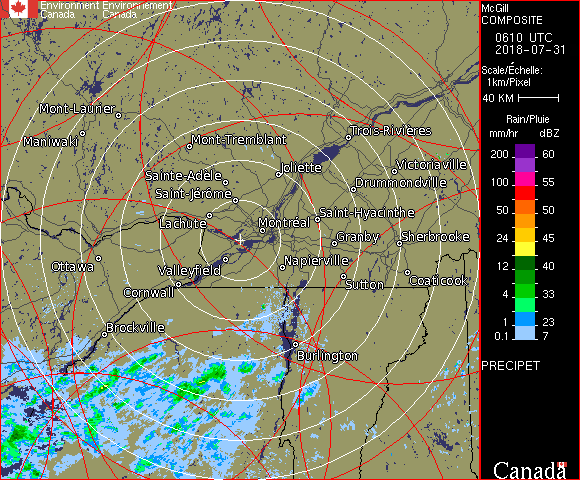 Environment Environnement
Canada Canada
McGill
COMPOSITE
0610 UTC
2018-07-31
Scale/Échelle:
1km/Pixel
40 KM
Rain/Pluie
mm/hr dBZ
200 60
100 55
50 50
24 45
12 40
4 33
1 23
0.1 7
PRECIPET
Canada
Mont-Laurier
Maniwaki
Mont-Tremblant
Trois-Rivières
Joliette
Victoriaville
Sainte-Adèle
Drummondville
Saint-Jérôme
Saint-Hyacinthe
Lachute
Montréal
Granby
Sherbrooke
Ottawa
Valleyfield
Napierville
Cornwall
Sutton
Coaticook
Brockville
Burlington